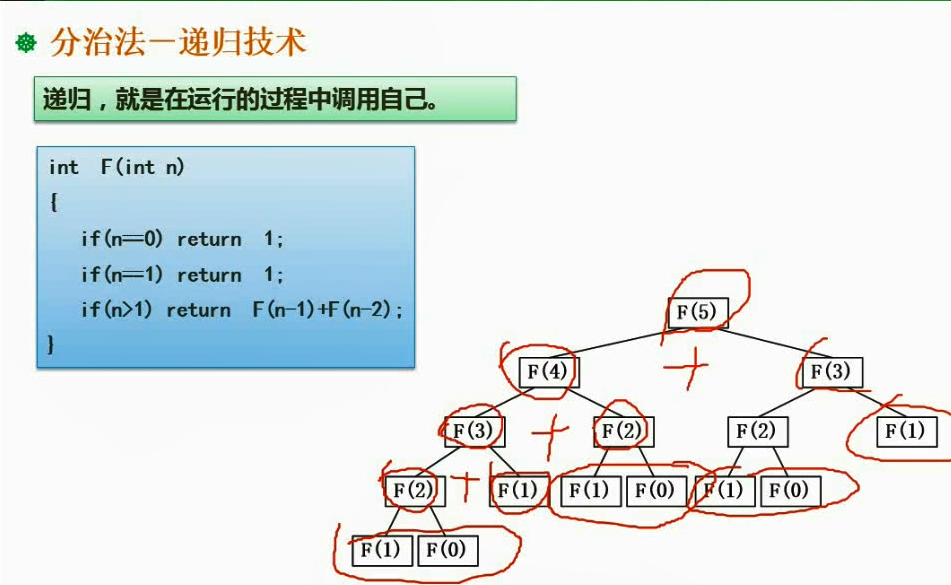 分治法－递归技术
递归，就是在运行的过程中调用自己。
int F(int n)
{
if(n==0) return 1;
if(n==1) return 1;
if(n>1) return F(n-1)+F(n-2);
}
F(5)
F(4) + F(3)
F(3) + F(2) F(2) F(1)
F(2) + F(1) F(1) F(0) F(1) F(0)
F(1) F(0)